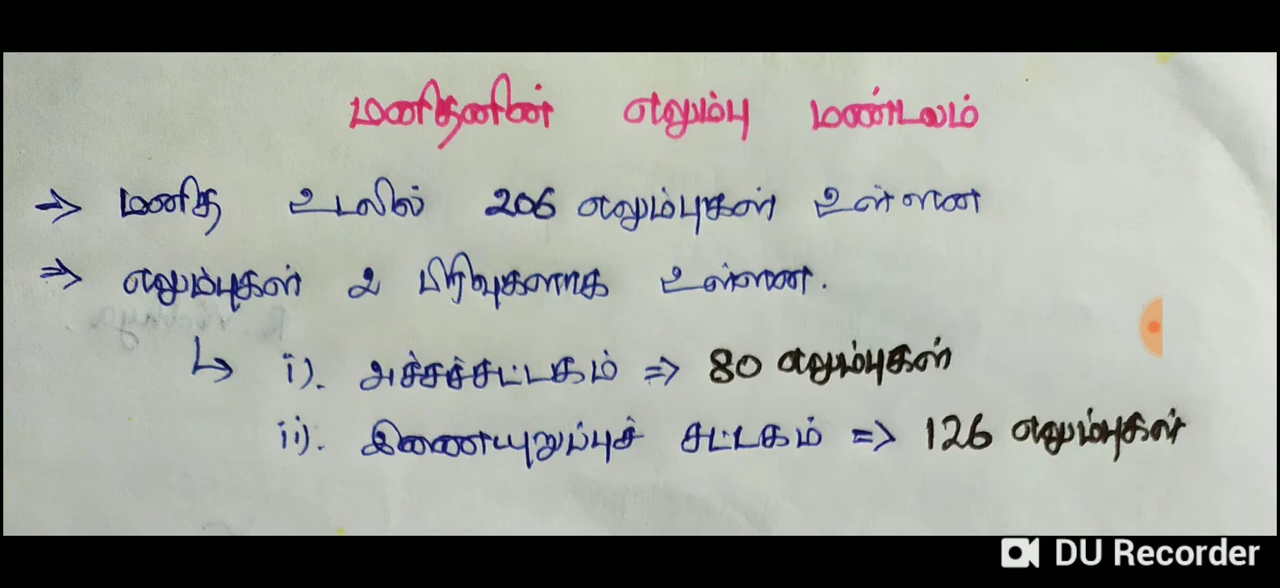 மனிதனின் எலும்பு மண்டலம்
→ மனித உடலில் 206 எலும்புகள் உள்ளன
⇒ எலும்புகள் 2 பிரிவுகளாக உள்ளன.
↳ i). அச்சச்சட்டகம் ⇒ 80 எலும்புகள்
ii). இணையுறுப்புச் சட்டகம் ⇒ 126 எலும்புகள்
DU Recorder